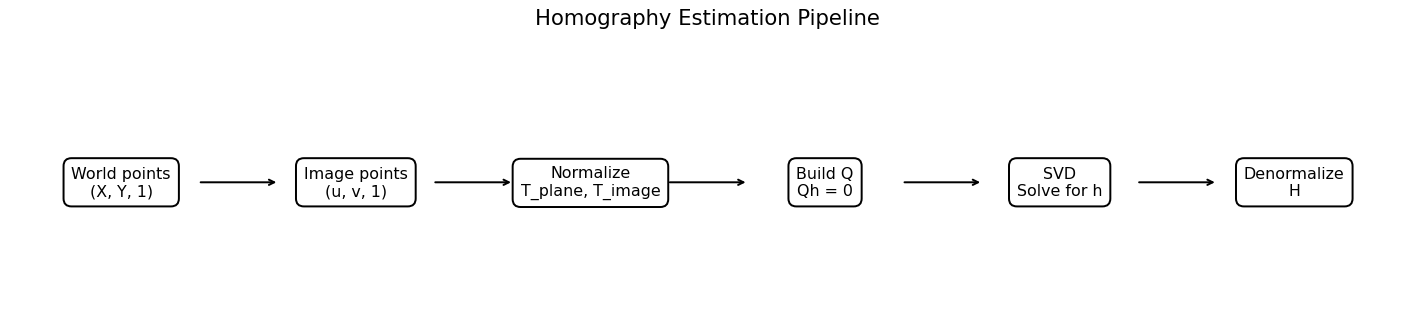 Homography Estimation Pipeline
World points
(X, Y, 1)
Image points
(u, v, 1)
Normalize
T_plane, T_image
Build Q
Qh = 0
SVD
Solve for h
Denormalize
H